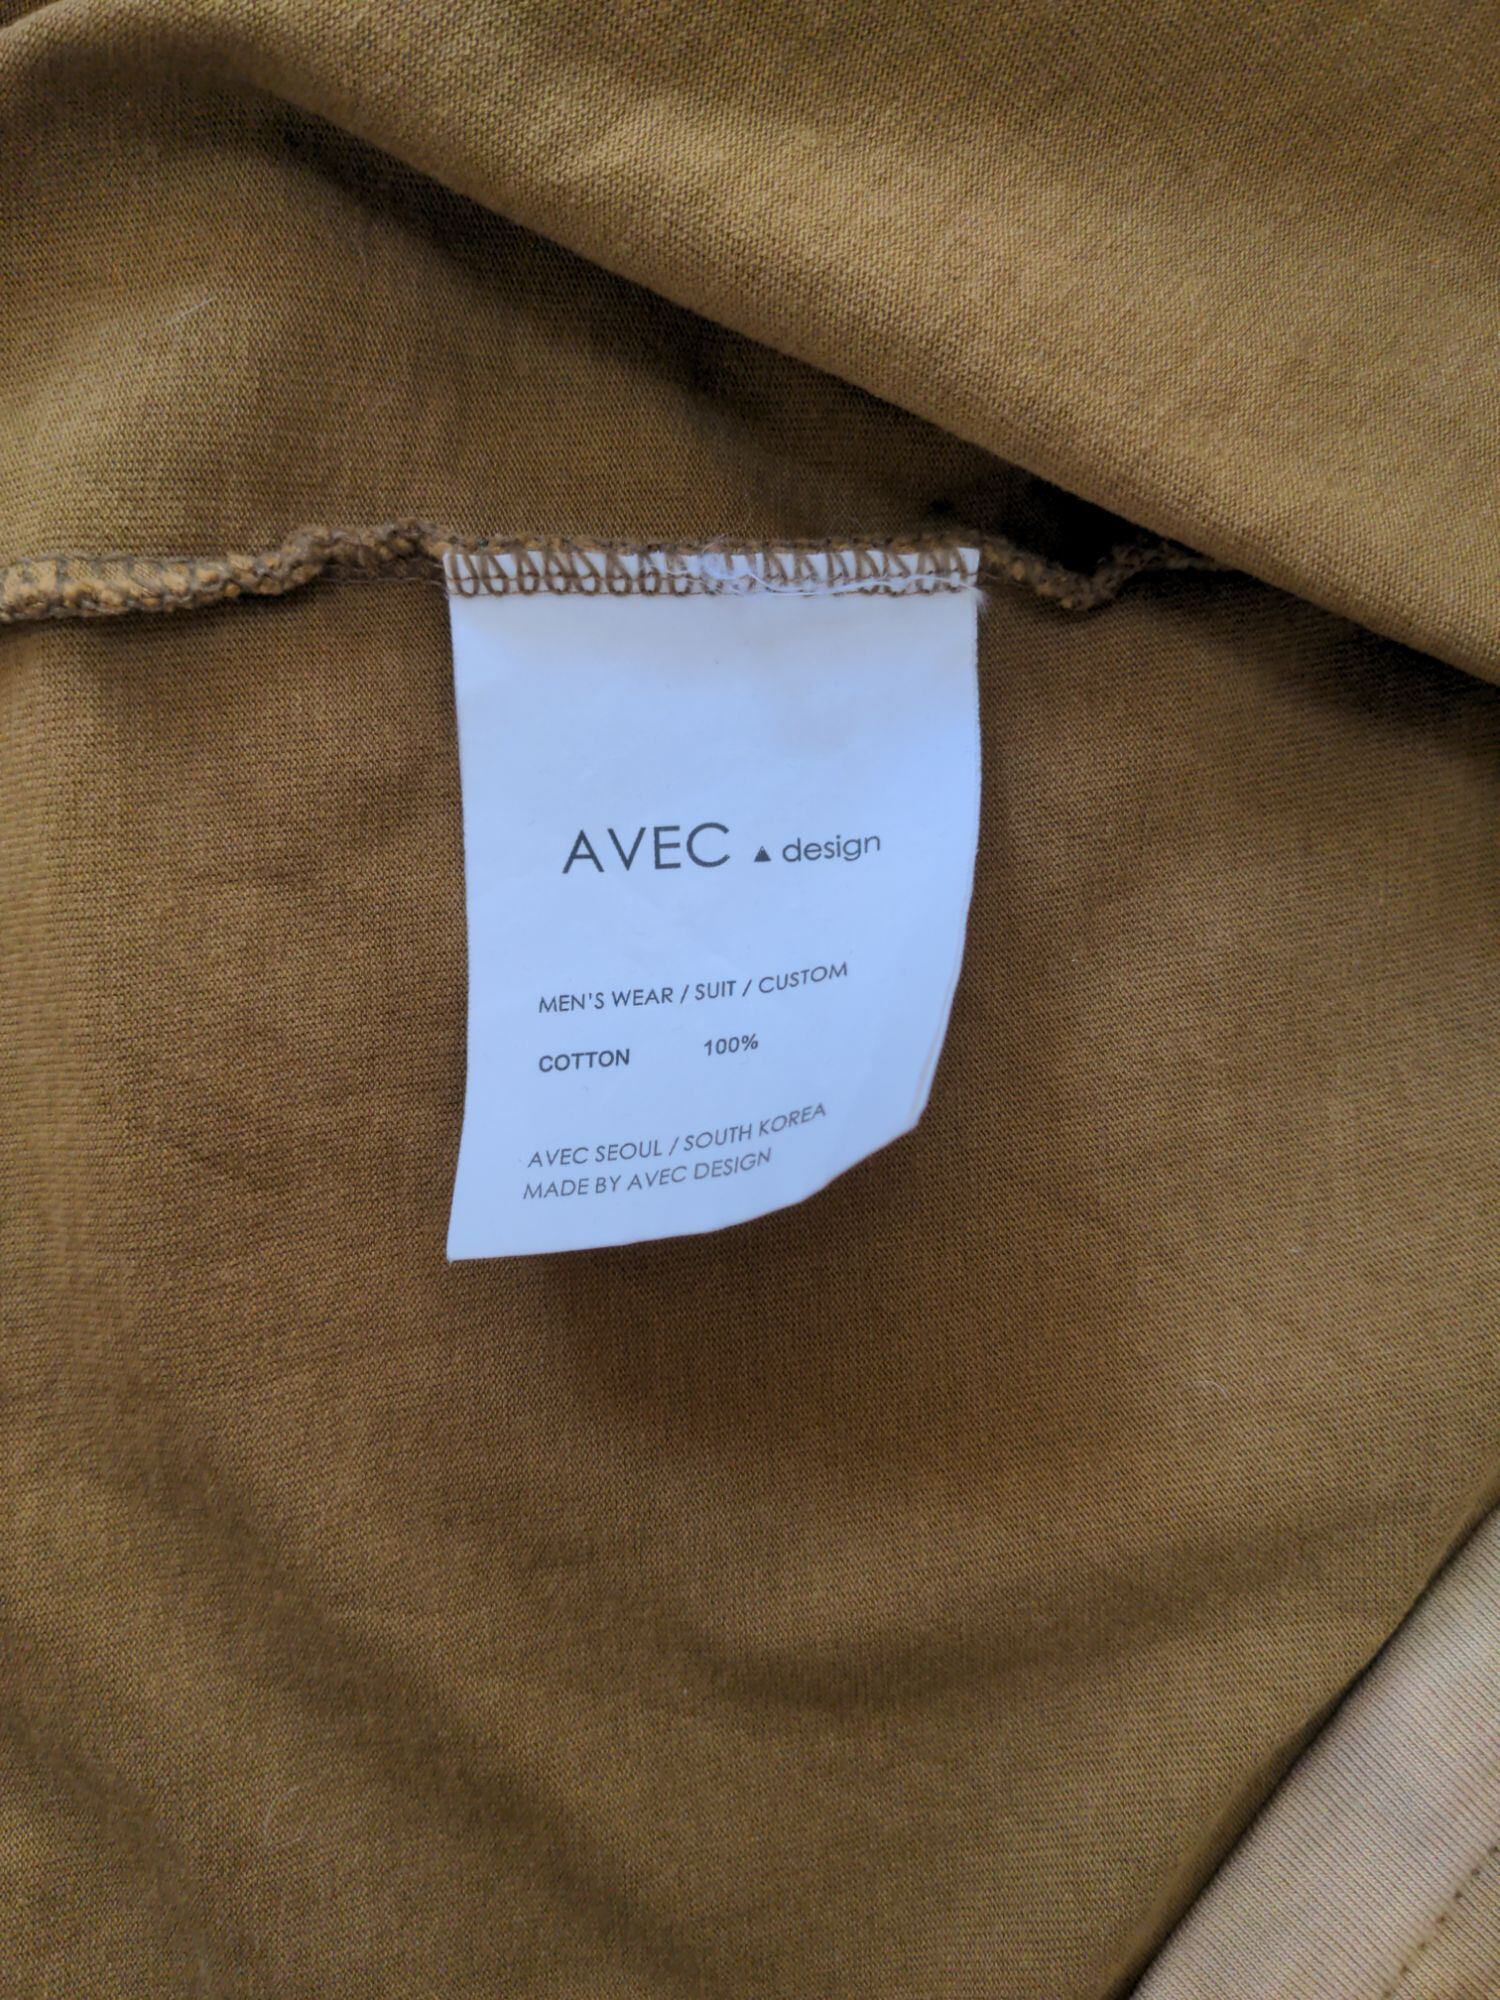 AVEC ▲ design
MEN'S WEAR / SUIT / CUSTOM
COTTON 100%
AVEC SEOUL / SOUTH KOREA
MADE BY AVEC DESIGN